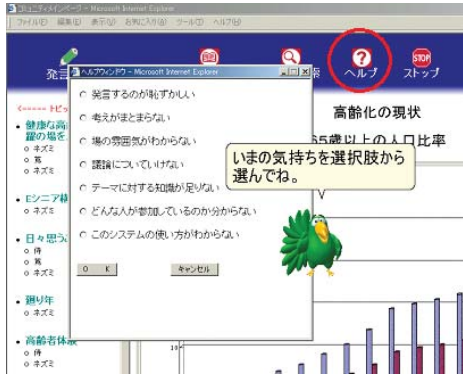 コミュニティメインページ - Microsoft Internet Explorer
ファイル(F) 編集(E) 表示(V) お気に入り(A) ツール(T) ヘルプ(H)
発言
ヘルプ
ストップ
ヘルプウィンドウ - Microsoft Internet Explorer
発言するのが恥ずかしい
考えがまとまらない
場の雰囲気がわからない
議論についていけない
テーマに対する知識が足りない
どんな人が参加しているのか分からない
このシステムの使い方がわからない
OK
キャンセル
<----- トピ
健康な高
躍の場を
ネズミ
Eシニア
ネズミ
日々思う
侍
ネズミ
廻り年
ネズミ
高齢者体
侍
ネズミ
高齢化の現状
65歳以上の人口比率
いまの気持ちを選択肢から
選んでね。
STOP
10